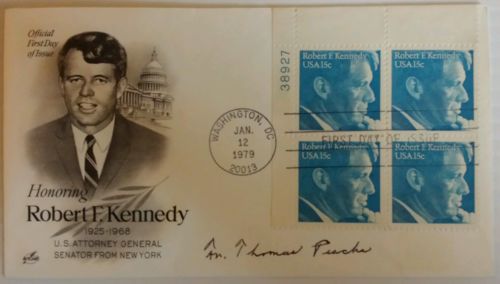 Official
First Day
of Issue
Honoring
Robert F. Kennedy
1925-1968
U.S. ATTORNEY GENERAL
SENATOR FROM NEW YORK
WASHINGTON, DC
JAN.
12
1979
20013
FIRST DAY OF ISSUE
38927
Robert F. Kennedy
USA 15c
Robert F. Kennedy
USA 15c
Robert F. Kennedy
USA 15c
Robert F. Kennedy
USA 15c
Thomas